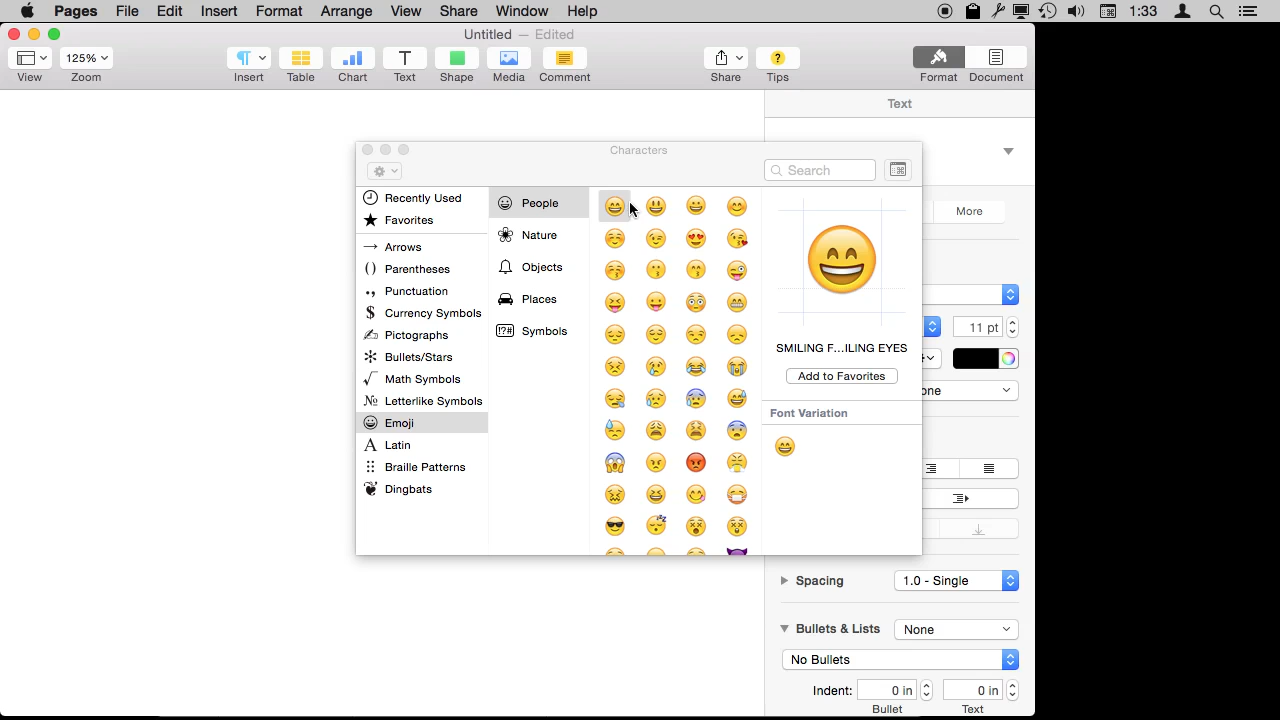 Pages File Edit Insert Format Arrange View Share Window Help 1:33
Untitled — Edited
125%
View Zoom Insert Table Chart Text Shape Media Comment Share Tips Format Document
Text
Characters
Search
More
Recently Used
Favorites
Arrows
Parentheses
Punctuation
Currency Symbols
Pictographs
Bullets/Stars
Math Symbols
Letterlike Symbols
Emoji
Latin
Braille Patterns
Dingbats
People
Nature
Objects
Places
Symbols
SMILING F...ILING EYES
Add to Favorites
Font Variation
11 pt
one
Spacing 1.0 - Single
Bullets & Lists None
No Bullets
Indent: 0 in 0 in
Bullet Text